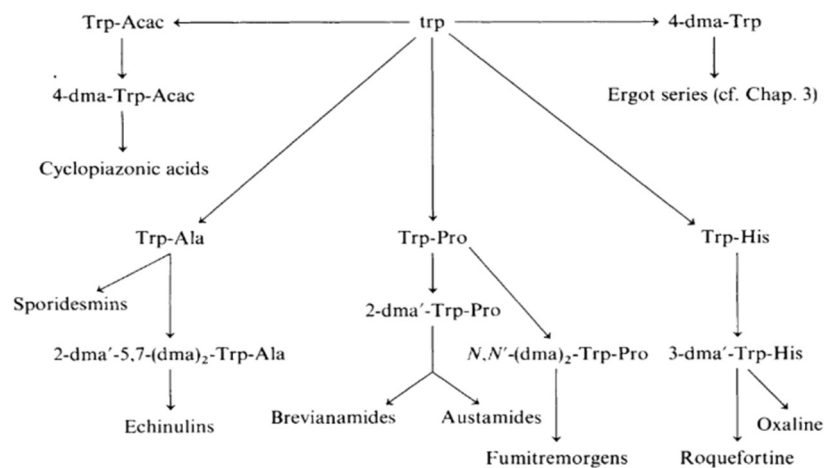 Trp-Acac
trp
4-dma-Trp
4-dma-Trp-Acac
Ergot series (cf. Chap. 3)
Cyclopiazonic acids
Trp-Ala
Trp-Pro
Trp-His
Sporidesmins
2-dma′-Trp-Pro
2-dma′-5,7-(dma)₂-Trp-Ala
N,N′-(dma)₂-Trp-Pro
3-dma′-Trp-His
Echinulins
Brevianamides
Austamides
Oxaline
Fumitremorgens
Roquefortine